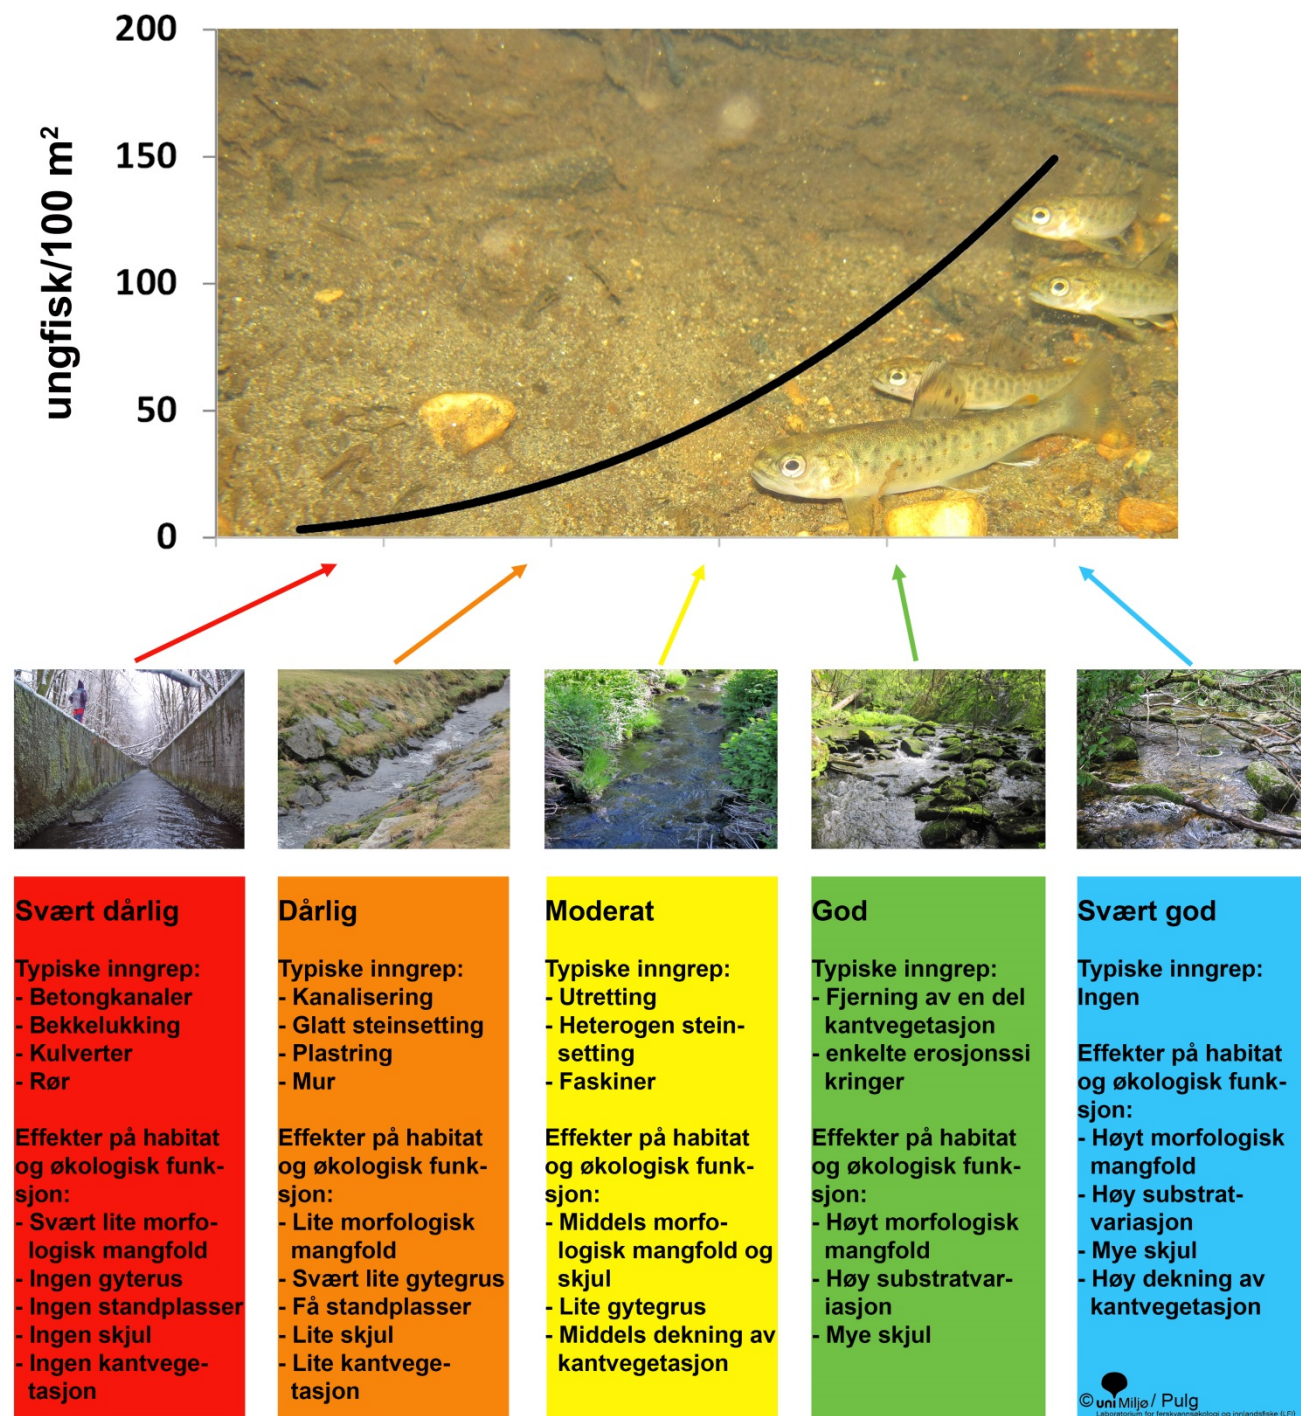 200
150
100
50
0
ungfisk/100 m²
Svært dårlig
Typiske inngrep:
- Betongkanaler
- Bekkelukking
- Kulverter
- Rør
Effekter på habitat
og økologisk funk-
sjon:
- Svært lite morfo-
logisk mangfold
- Ingen gyterus
- Ingen standplasser
- Ingen skjul
- Ingen kantvege-
tasjon
Dårlig
Typiske inngrep:
- Kanalisering
- Glatt steinsetting
- Plastring
- Mur
Effekter på habitat
og økologisk funk-
sjon:
- Lite morfologisk
mangfold
- Svært lite gytegrus
- Få standplasser
- Lite skjul
- Lite kantvege-
tasjon
Moderat
Typiske inngrep:
- Utretting
- Heterogen stein-
setting
- Faskiner
Effekter på habitat
og økologisk funk-
sjon:
- Middels morfo-
logisk mangfold og
skjul
- Lite gytegrus
- Middels dekning av
kantvegetasjon
God
Typiske inngrep:
- Fjerning av en del
kantvegetasjon
- enkelte erosjonssi
kringer
Effekter på habitat
og økologisk funk-
sjon:
- Høyt morfologisk
mangfold
- Høy substratvar-
iasjon
- Mye skjul
Svært god
Typiske inngrep:
Ingen
Effekter på habitat
og økologisk funk-
sjon:
- Høyt morfologisk
mangfold
- Høy substrat-
variasjon
- Mye skjul
- Høy dekning av
kantvegetasjon
© uni Miljø / Pulg
Laboratorium for ferskvannsøkologi og innlandsfiske (LFI)